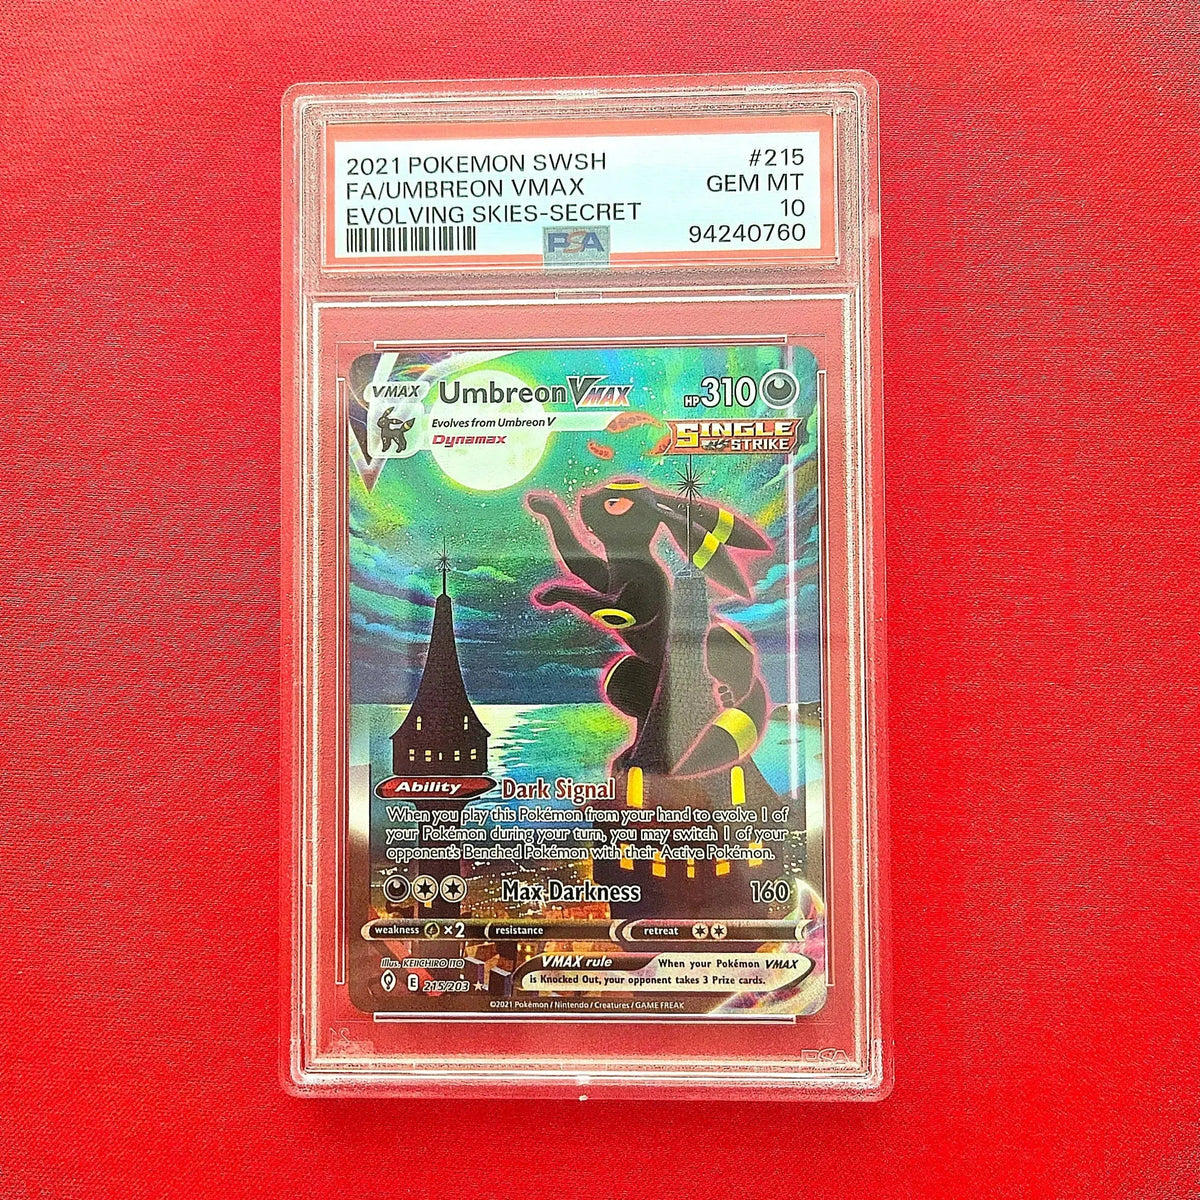 2021 POKEMON SWSH #215
FA/UMBREON VMAX GEM MT
EVOLVING SKIES-SECRET 10
PSA 94240760
VMAX Umbreon VMAX HP 310
Evolves from Umbreon V
Dynamax
SINGLE
STRIKE
Ability Dark Signal
When you play this Pokémon from your hand to evolve 1 of
your Pokémon during your turn, you may switch 1 of your
opponent's Benched Pokémon with their Active Pokémon.
Max Darkness 160
weakness ×2 resistance retreat
Illus. KEIICHIRO ITO
VMAX rule When your Pokémon VMAX
is Knocked Out, your opponent takes 3 Prize cards.
E 215/203
©2021 Pokémon / Nintendo / Creatures / GAME FREAK
PSA